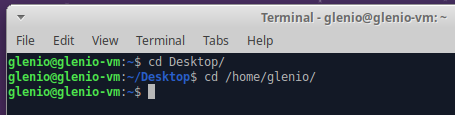 Terminal - glenio@glenio-vm: ~
File Edit View Terminal Tabs Help
glenio@glenio-vm:~$ cd Desktop/
glenio@glenio-vm:~/Desktop$ cd /home/glenio/
glenio@glenio-vm:~$